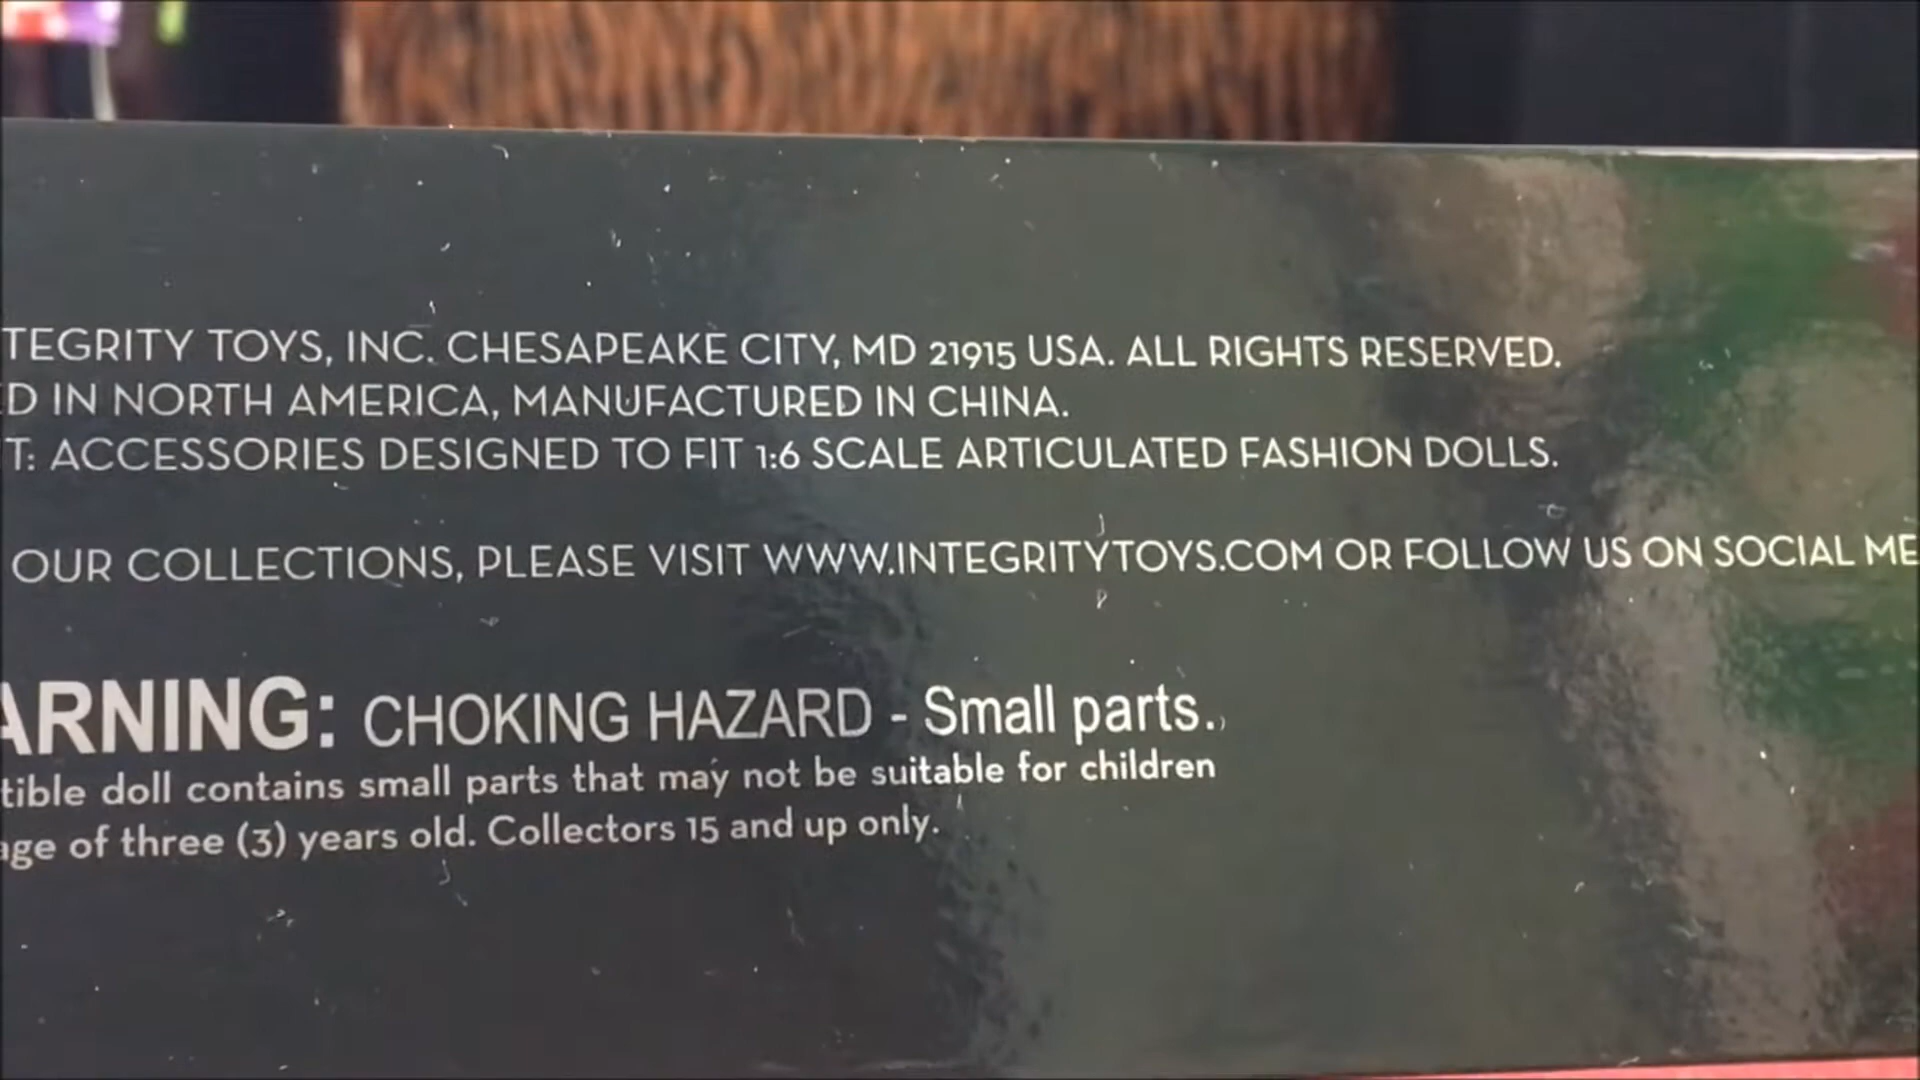 TEGRITY TOYS, INC. CHESAPEAKE CITY, MD 21915 USA. ALL RIGHTS RESERVED.
D IN NORTH AMERICA, MANUFACTURED IN CHINA.
T: ACCESSORIES DESIGNED TO FIT 1:6 SCALE ARTICULATED FASHION DOLLS.
OUR COLLECTIONS, PLEASE VISIT WWW.INTEGRITYTOYS.COM OR FOLLOW US ON SOCIAL ME
ARNING: CHOKING HAZARD - Small parts.
tible doll contains small parts that may not be suitable for children
age of three (3) years old. Collectors 15 and up only.